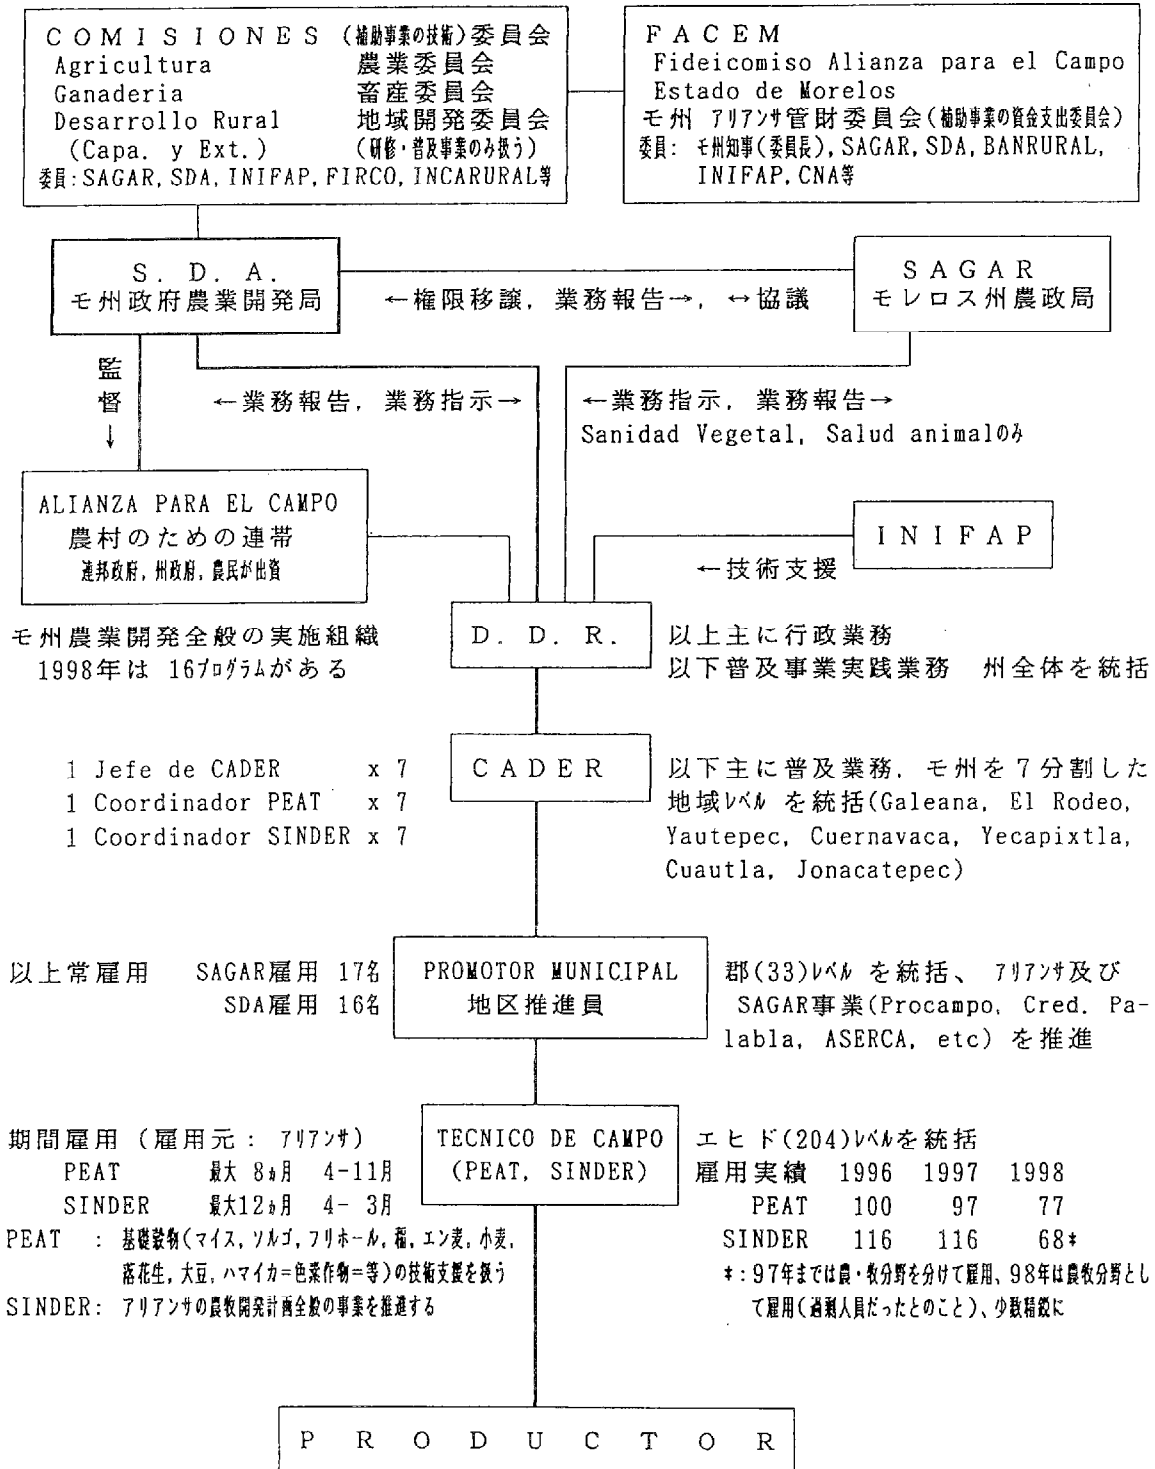 COMISIONES (補助事業の技術)委員会
Agricultura 農業委員会
Ganaderia 畜産委員会
Desarrollo Rural 地域開発委員会
(Capa. y Ext.) (研修・普及事業のみ扱う)
委員:SAGAR, SDA, INIFAP, FIRCO, INCARURAL等
FACEM
Fideicomiso Alianza para el Campo
Estado de Morelos
モ州 アリアンサ管財委員会(補助事業の資金支出委員会)
委員: モ州知事(委員長), SAGAR, SDA, BANRURAL,
INIFAP, CNA等
S. D. A.
モ州政府農業開発局
←権限移譲, 業務報告→, ↔協議
SAGAR
モレロス州農政局
監督↓
←業務報告, 業務指示→
←業務指示, 業務報告→
Sanidad Vegetal, Salud animalのみ
ALIANZA PARA EL CAMPO
農村のための連帯
連邦政府, 州政府, 農民が出資
INIFAP
←技術支援
モ州農業開発全般の実施組織
1998年は 16プログラムがある
D. D. R.
以上主に行政業務
以下普及事業実践業務 州全体を統括
1 Jefe de CADER x 7
1 Coordinador PEAT x 7
1 Coordinador SINDER x 7
CADER
以下主に普及業務, モ州を7分割した
地域レベル を統括(Galeana, El Rodeo,
Yautepec, Cuernavaca, Yecapixtla,
Cuautla, Jonacatepec)
以上常雇用 SAGAR雇用 17名
SDA雇用 16名
PROMOTOR MUNICIPAL
地区推進員
郡(33)レベル を統括、アリアンサ及び
SAGAR事業(Procampo, Cred. Pa-
labla, ASERCA, etc) を推進
期間雇用 (雇用元: アリアンサ)
PEAT 最大 8ヵ月 4-11月
SINDER 最大12ヵ月 4- 3月
PEAT : 基礎穀物(マイス, ソルゴ, フリホール, 稲, エン麦, 小麦,
落花生, 大豆, ハマイカ=色素作物=等)の技術支援を扱う
SINDER: アリアンサの農牧開発計画全般の事業を推進する
TECNICO DE CAMPO
(PEAT, SINDER)
エヒド(204)レベルを統括
雇用実績 1996 1997 1998
PEAT 100 97 77
SINDER 116 116 68*
*:97年までは農・牧分野を分けて雇用、98年は農牧分野とし
て雇用(過剰人員だったとのこと)、少数精鋭に
PRODUCTOR